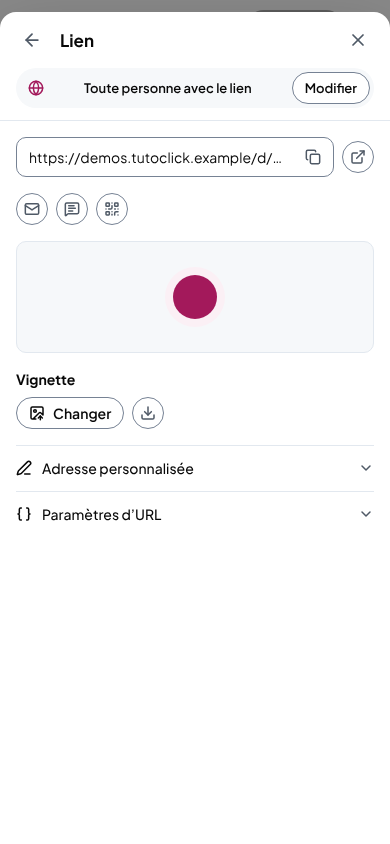 Lien
Toute personne avec le lien
Modifier
https://demos.tutoclick.example/d/...
Vignette
Changer
Adresse personnalisée
Paramètres d’URL